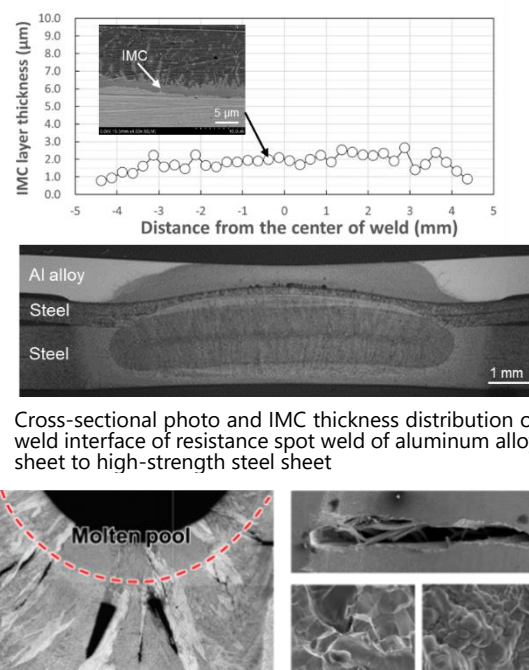 10.0
9.0
8.0
7.0
6.0
5.0
4.0
3.0
2.0
1.0
0.0
IMC layer thickness (μm)
IMC
5 μm
-5 -4 -3 -2 -1 0 1 2 3 4 5
Distance from the center of weld (mm)
Al alloy
Steel
Steel
1 mm
Cross-sectional photo and IMC thickness distribution o
weld interface of resistance spot weld of aluminum allo
sheet to high-strength steel sheet
Molten pool